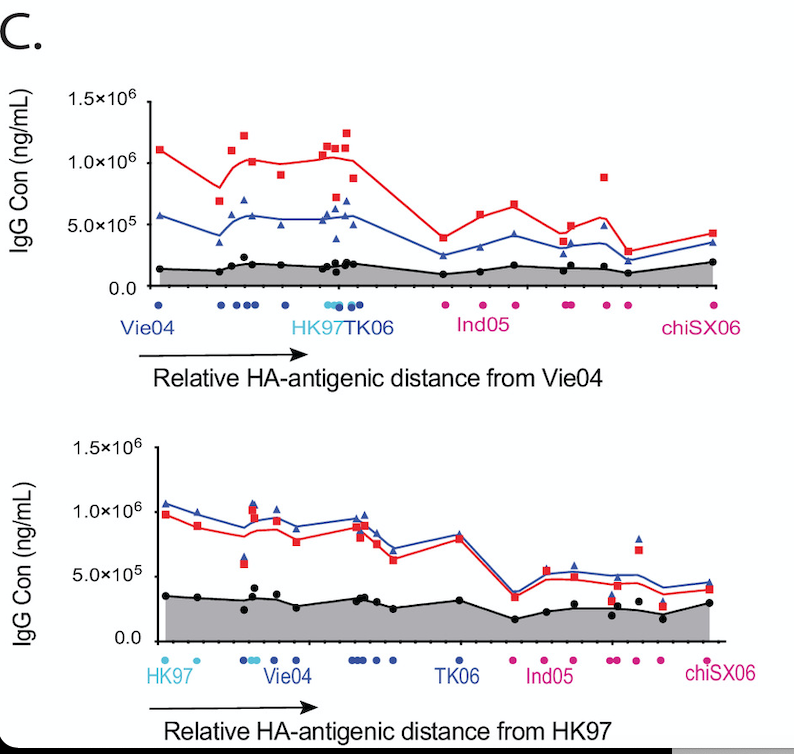 C.
IgG Con (ng/mL)
1.5×10⁶
1.0×10⁶
5.0×10⁵
0.0
Vie04 HK97 TK06 Ind05 chiSX06
Relative HA-antigenic distance from Vie04
IgG Con (ng/mL)
1.5×10⁶
1.0×10⁶
5.0×10⁵
0.0
HK97 Vie04 TK06 Ind05 chiSX06
Relative HA-antigenic distance from HK97